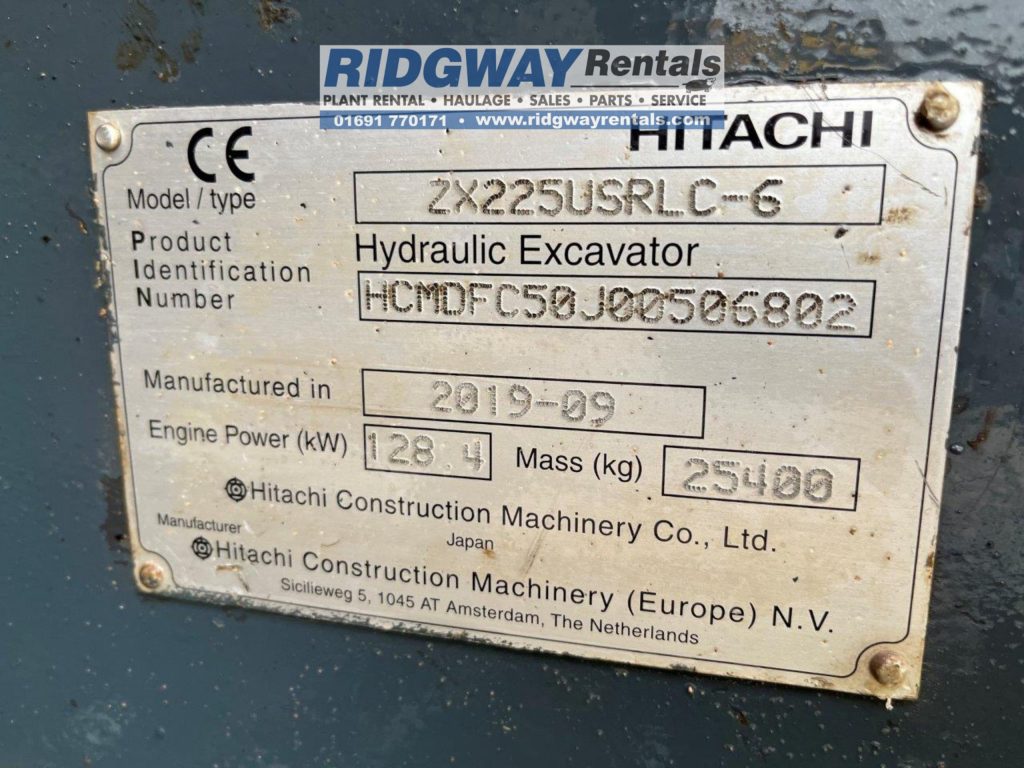 RIDGWAY Rentals
PLANT RENTAL • HAULAGE • SALES • PARTS • SERVICE
01691 770171 • www.ridgwayrentals.com
CE
HITACHI
Model / type ZX225USRLC-6
Product Hydraulic Excavator
Identification
Number HCMDFC50J00506802
Manufactured in 2019-09
Engine Power (kW) 128.4 Mass (kg) 25400
Hitachi Construction Machinery Co., Ltd.
Japan
Manufacturer
Hitachi Construction Machinery (Europe) N.V.
Sicilieweg 5, 1045 AT Amsterdam, The Netherlands